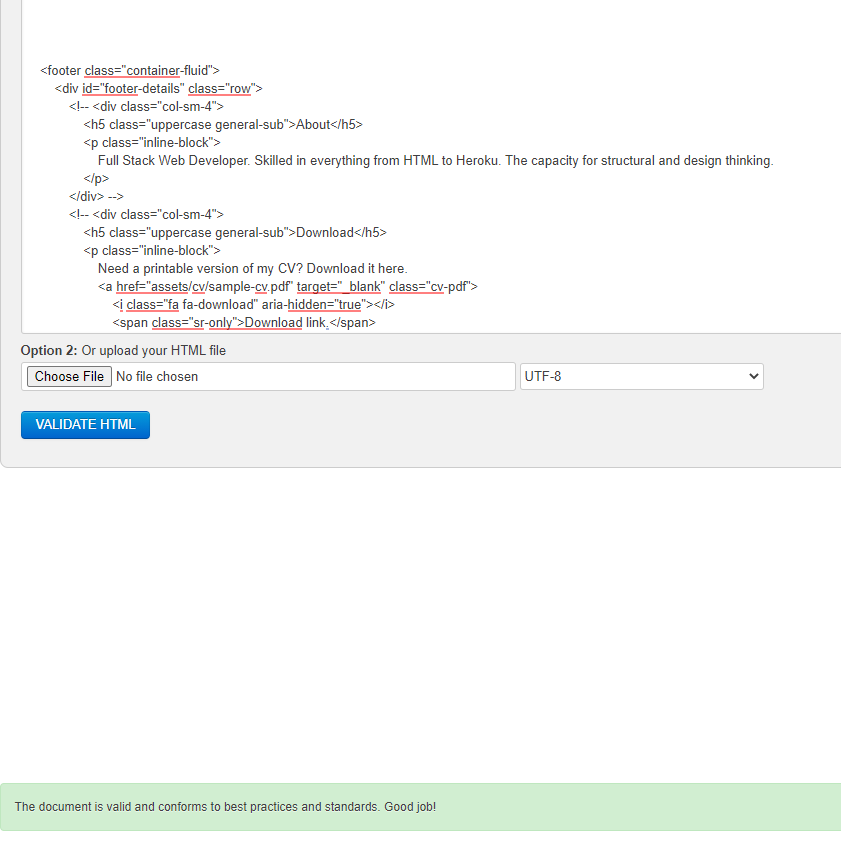 <footer class="container-fluid">
<div id="footer-details" class="row">
<!-- <div class="col-sm-4">
<h5 class="uppercase general-sub">About</h5>
<p class="inline-block">
Full Stack Web Developer. Skilled in everything from HTML to Heroku. The capacity for structural and design thinking.
</p>
</div> -->
<!-- <div class="col-sm-4">
<h5 class="uppercase general-sub">Download</h5>
<p class="inline-block">
Need a printable version of my CV? Download it here.
<a href="assets/cv/sample-cv.pdf" target="_blank" class="cv-pdf">
<i class="fa fa-download" aria-hidden="true"></i>
<span class="sr-only">Download link.</span>
Option 2: Or upload your HTML file
Choose File No file chosen UTF-8
VALIDATE HTML
The document is valid and conforms to best practices and standards. Good job!